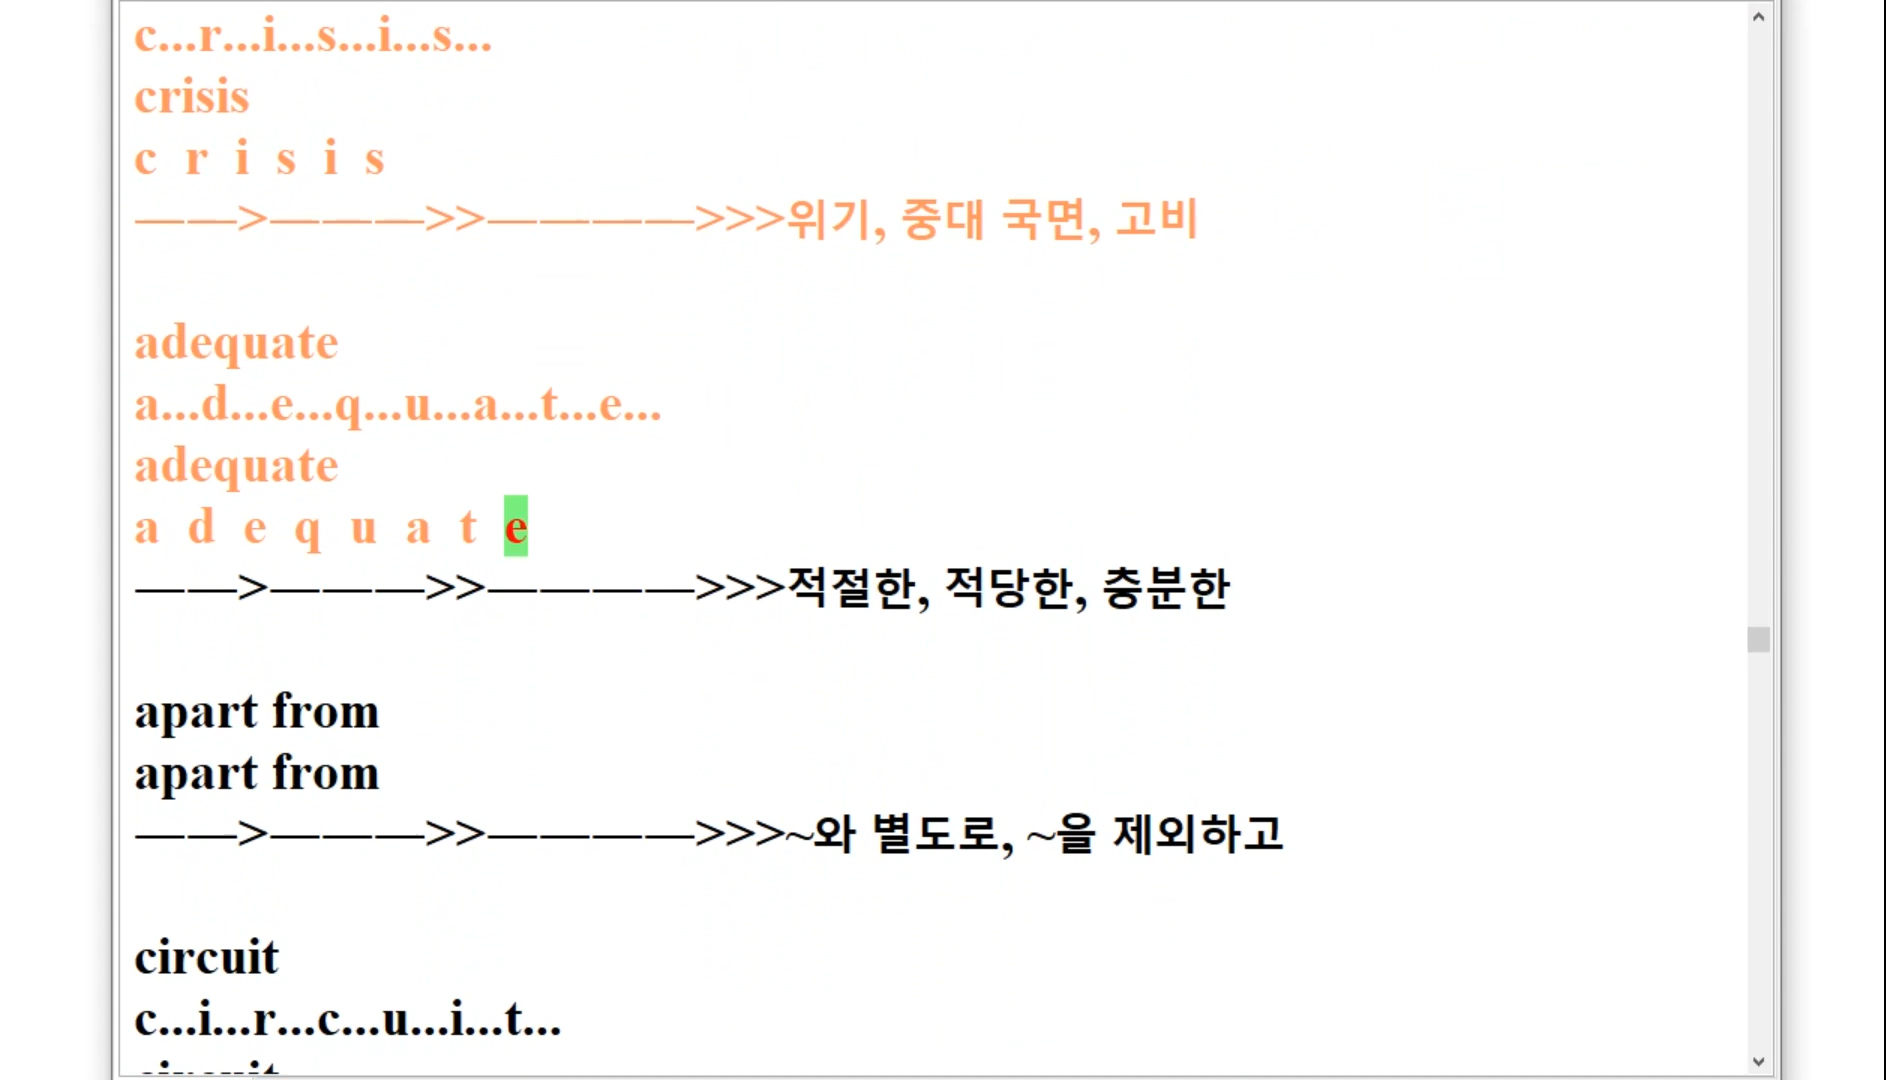 c...r...i...s...i...s...
crisis
c r i s i s
——>———>>————>>>위기, 중대 국면, 고비
adequate
a...d...e...q...u...a...t...e...
adequate
a d e q u a t e
——>———>>————>>>적절한, 적당한, 충분한
apart from
apart from
——>———>>————>>>~와 별도로, ~을 제외하고
circuit
c...i...r...c...u...i...t...
circuit